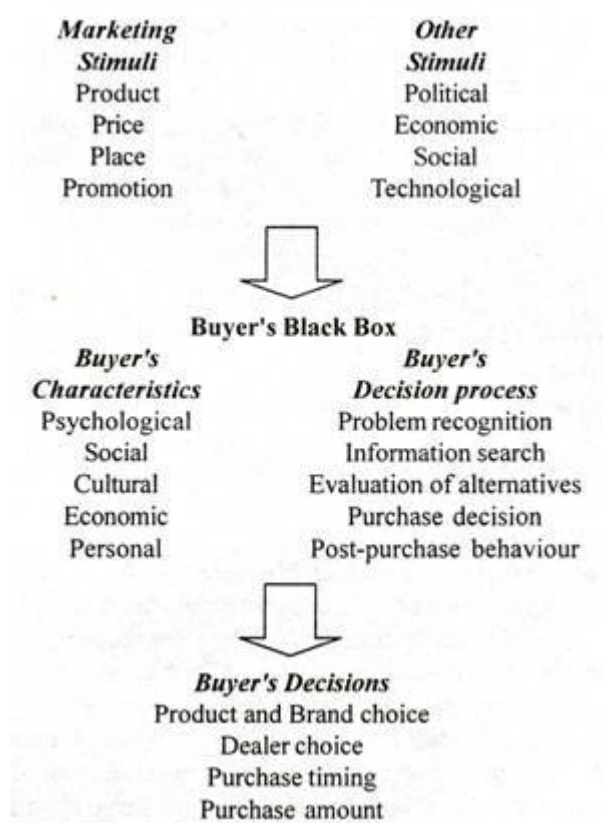 Marketing
Stimuli
Product
Price
Place
Promotion
Other
Stimuli
Political
Economic
Social
Technological
Buyer's Black Box
Buyer's
Characteristics
Psychological
Social
Cultural
Economic
Personal
Buyer's
Decision process
Problem recognition
Information search
Evaluation of alternatives
Purchase decision
Post-purchase behaviour
Buyer's Decisions
Product and Brand choice
Dealer choice
Purchase timing
Purchase amount